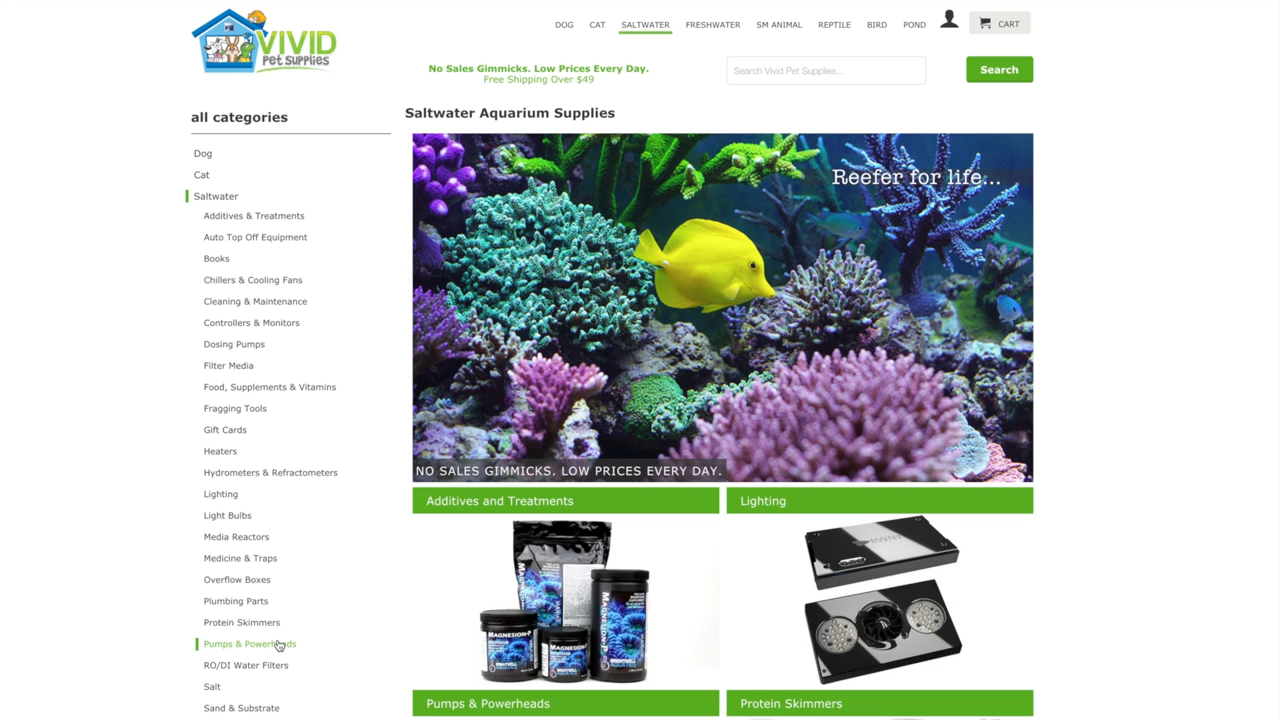 VIVID
Pet Supplies
DOG
CAT
SALTWATER
FRESHWATER
SM ANIMAL
REPTILE
BIRD
POND
CART
No Sales Gimmicks. Low Prices Every Day.
Free Shipping Over $49
Search Vivid Pet Supplies...
Search
all categories
Dog
Cat
Saltwater
Additives & Treatments
Auto Top Off Equipment
Books
Chillers & Cooling Fans
Cleaning & Maintenance
Controllers & Monitors
Dosing Pumps
Filter Media
Food, Supplements & Vitamins
Fragging Tools
Gift Cards
Heaters
Hydrometers & Refractometers
Lighting
Light Bulbs
Media Reactors
Medicine & Traps
Overflow Boxes
Plumbing Parts
Protein Skimmers
Pumps & Powerheads
RO/DI Water Filters
Salt
Sand & Substrate
Saltwater Aquarium Supplies
Reefer for life...
NO SALES GIMMICKS. LOW PRICES EVERY DAY.
Additives and Treatments
Lighting
MAGNESION-P
MAGNESION-P
BRIGHTWELL
AQUATICS
Pumps & Powerheads
Protein Skimmers